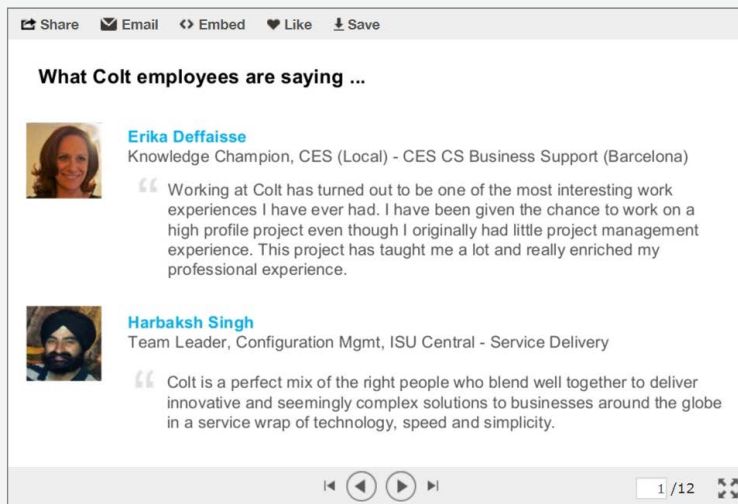 Share Email Embed Like Save
What Colt employees are saying ...
Erika Deffaisse
Knowledge Champion, CES (Local) - CES CS Business Support (Barcelona)
“ Working at Colt has turned out to be one of the most interesting work
experiences I have ever had. I have been given the chance to work on a
high profile project even though I originally had little project management
experience. This project has taught me a lot and really enriched my
professional experience.
Harbaksh Singh
Team Leader, Configuration Mgmt, ISU Central - Service Delivery
“ Colt is a perfect mix of the right people who blend well together to deliver
innovative and seemingly complex solutions to businesses around the globe
in a service wrap of technology, speed and simplicity.
1 /12